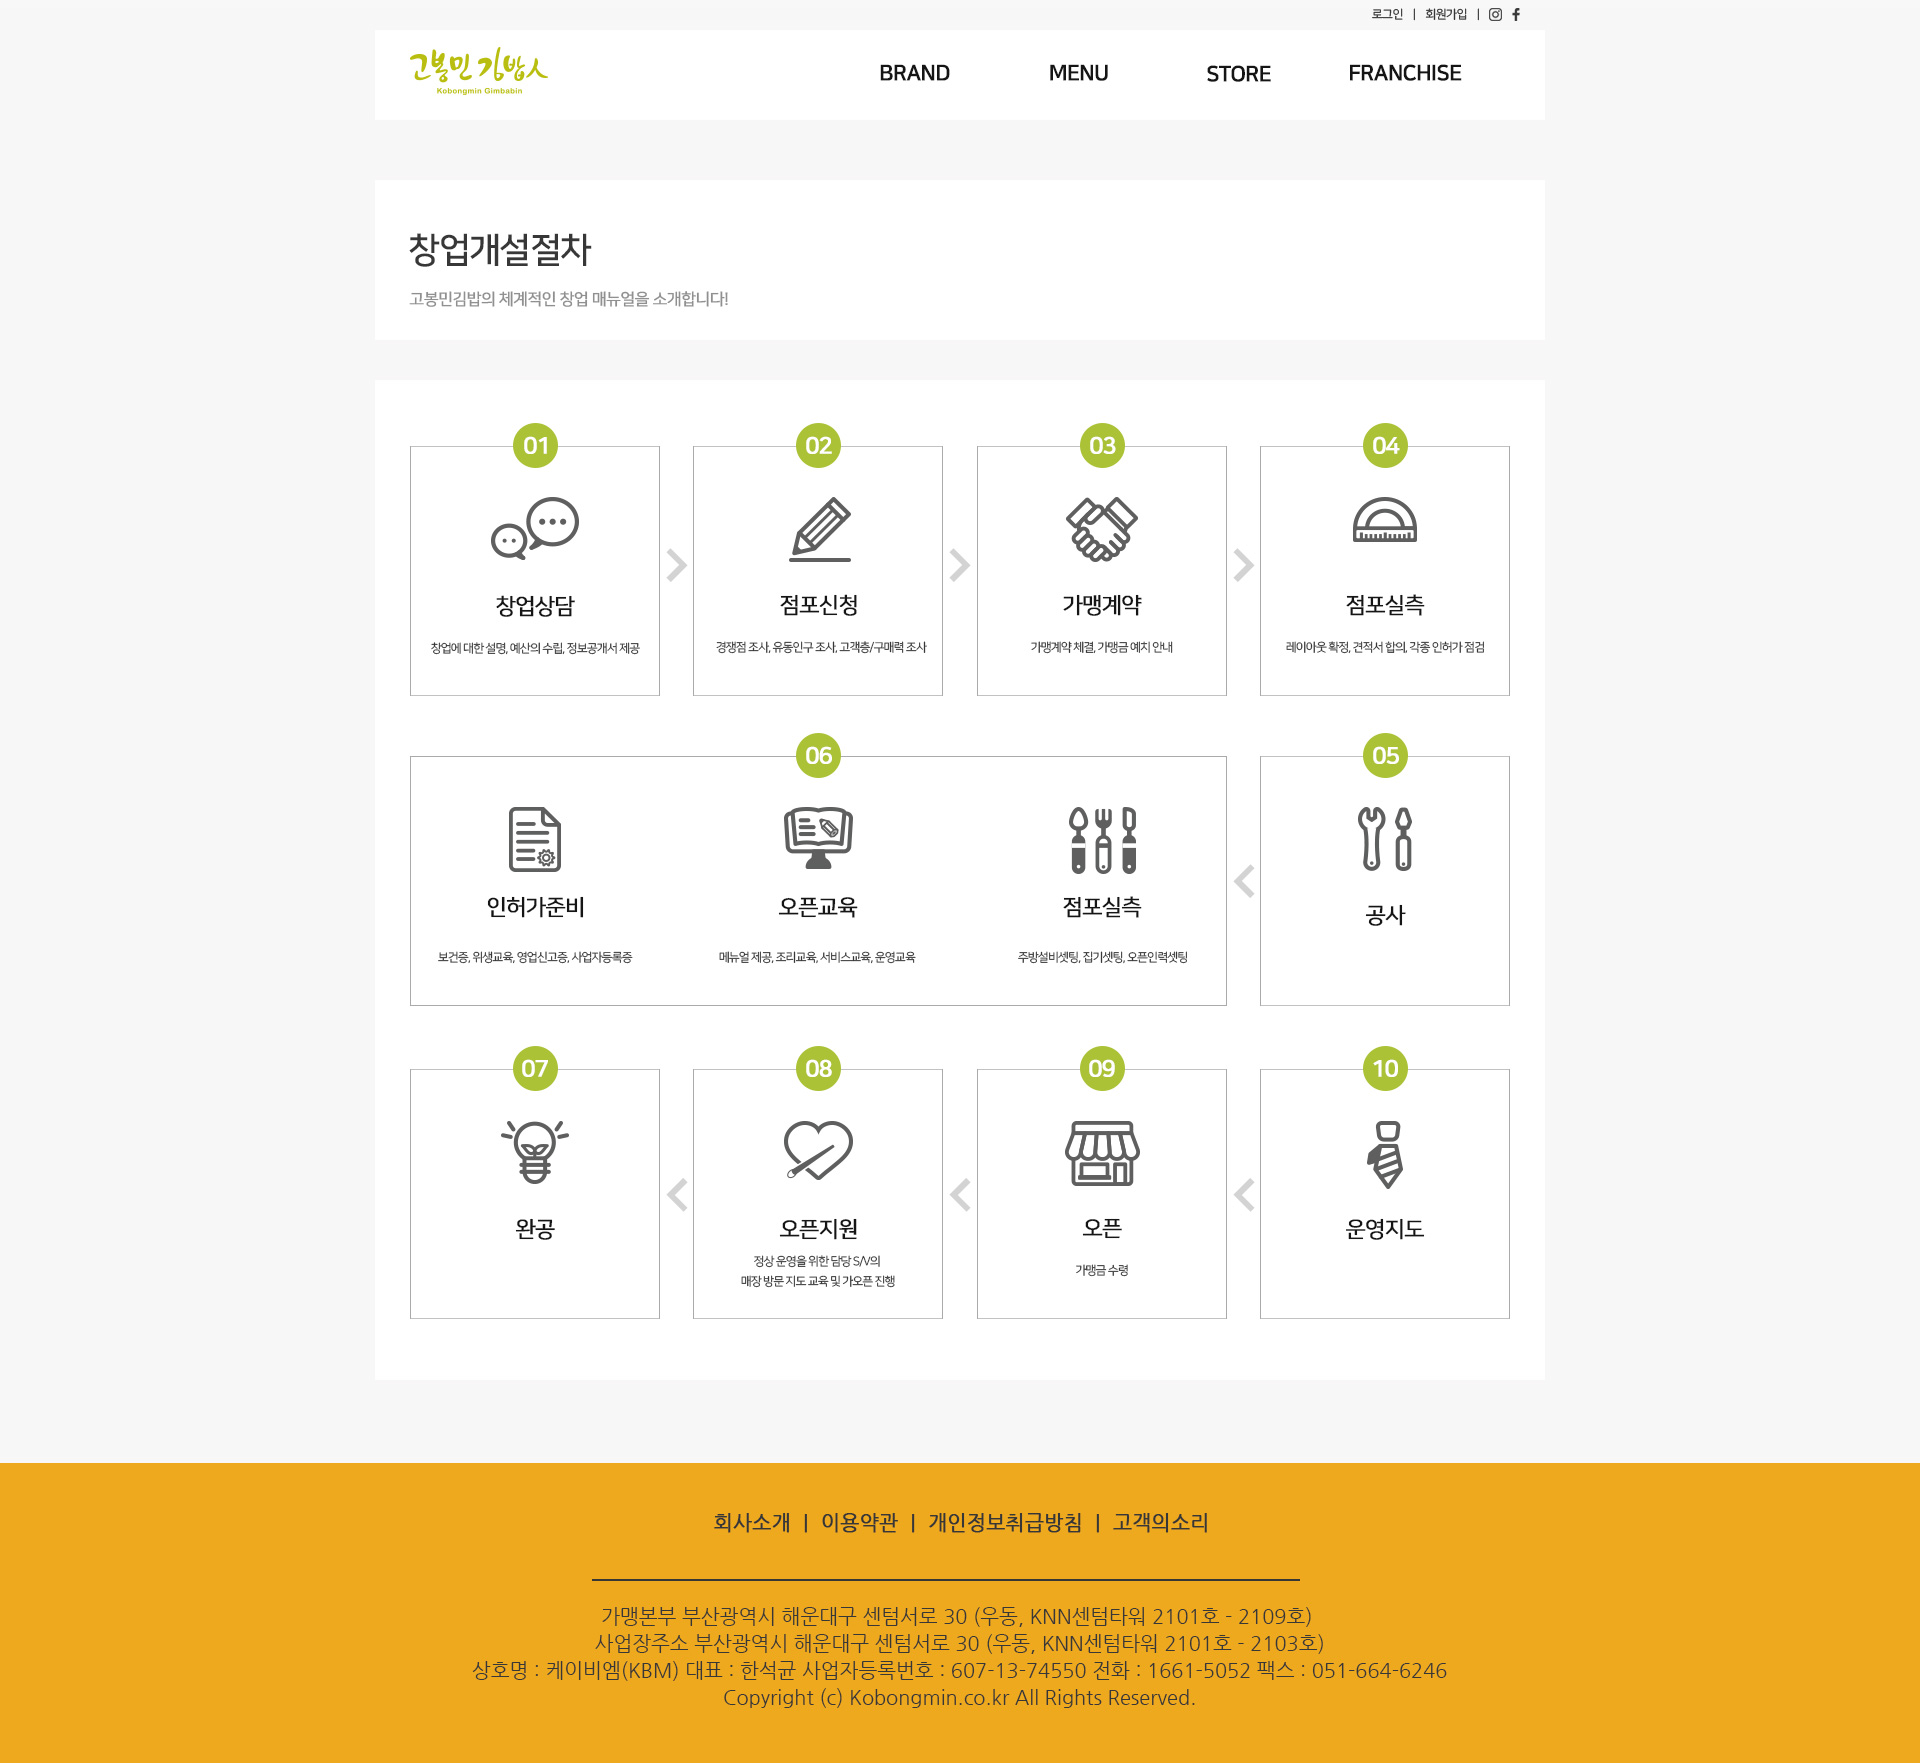 로그인 | 회원가입 |
고봉민김밥人
Kobongmin Gimbabin
BRAND MENU STORE FRANCHISE
창업개설절차
고봉민김밥의 체계적인 창업 매뉴얼을 소개합니다!
01
창업상담
창업에 대한 설명, 예산의 수립, 정보공개서 제공
02
점포신청
경쟁점 조사, 유동인구 조사, 고객층/구매력 조사
03
가맹계약
가맹계약 체결, 가맹금 예치 안내
04
점포실측
레이아웃 확정, 견적서 합의, 각종 인허가 점검
06
인허가준비
보건증, 위생교육, 영업신고증, 사업자등록증
오픈교육
메뉴얼 제공, 조리교육, 서비스교육, 운영교육
점포실측
주방설비셋팅, 집기셋팅, 오픈인력셋팅
05
공사
07
완공
08
오픈지원
정상 운영을 위한 담당 S/V의
매장 방문 지도 교육 및 가오픈 진행
09
오픈
가맹금 수령
10
운영지도
회사소개 | 이용약관 | 개인정보취급방침 | 고객의소리
가맹본부 부산광역시 해운대구 센텀서로 30 (우동, KNN센텀타워 2101호 - 2109호)
사업장주소 부산광역시 해운대구 센텀서로 30 (우동, KNN센텀타워 2101호 - 2103호)
상호명 : 케이비엠(KBM) 대표 : 한석균 사업자등록번호 : 607-13-74550 전화 : 1661-5052 팩스 : 051-664-6246
Copyright (c) Kobongmin.co.kr All Rights Reserved.